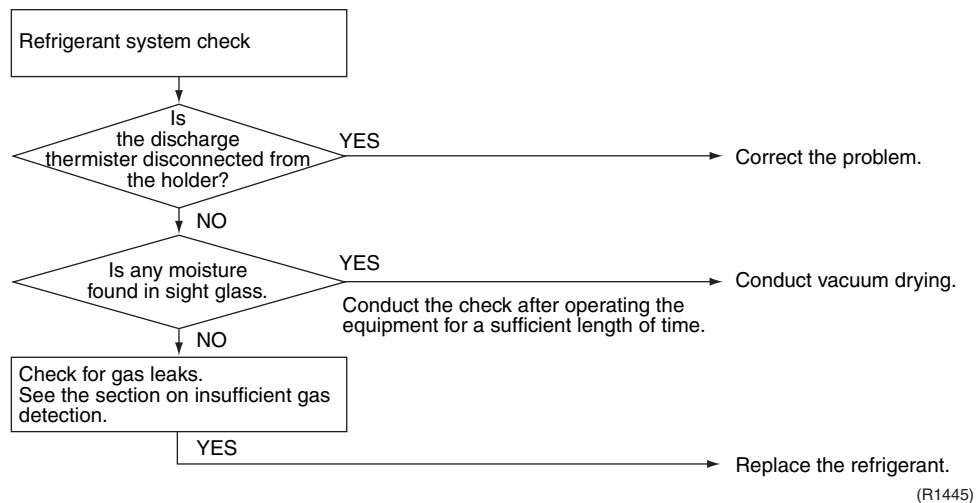 Refrigerant system check
Is
the discharge
thermister disconnected from
the holder?
YES
Correct the problem.
NO
Is any moisture
found in sight glass.
YES
Conduct the check after operating the
equipment for a sufficient length of time.
Conduct vacuum drying.
NO
Check for gas leaks.
See the section on insufficient gas
detection.
YES
Replace the refrigerant.
(R1445)